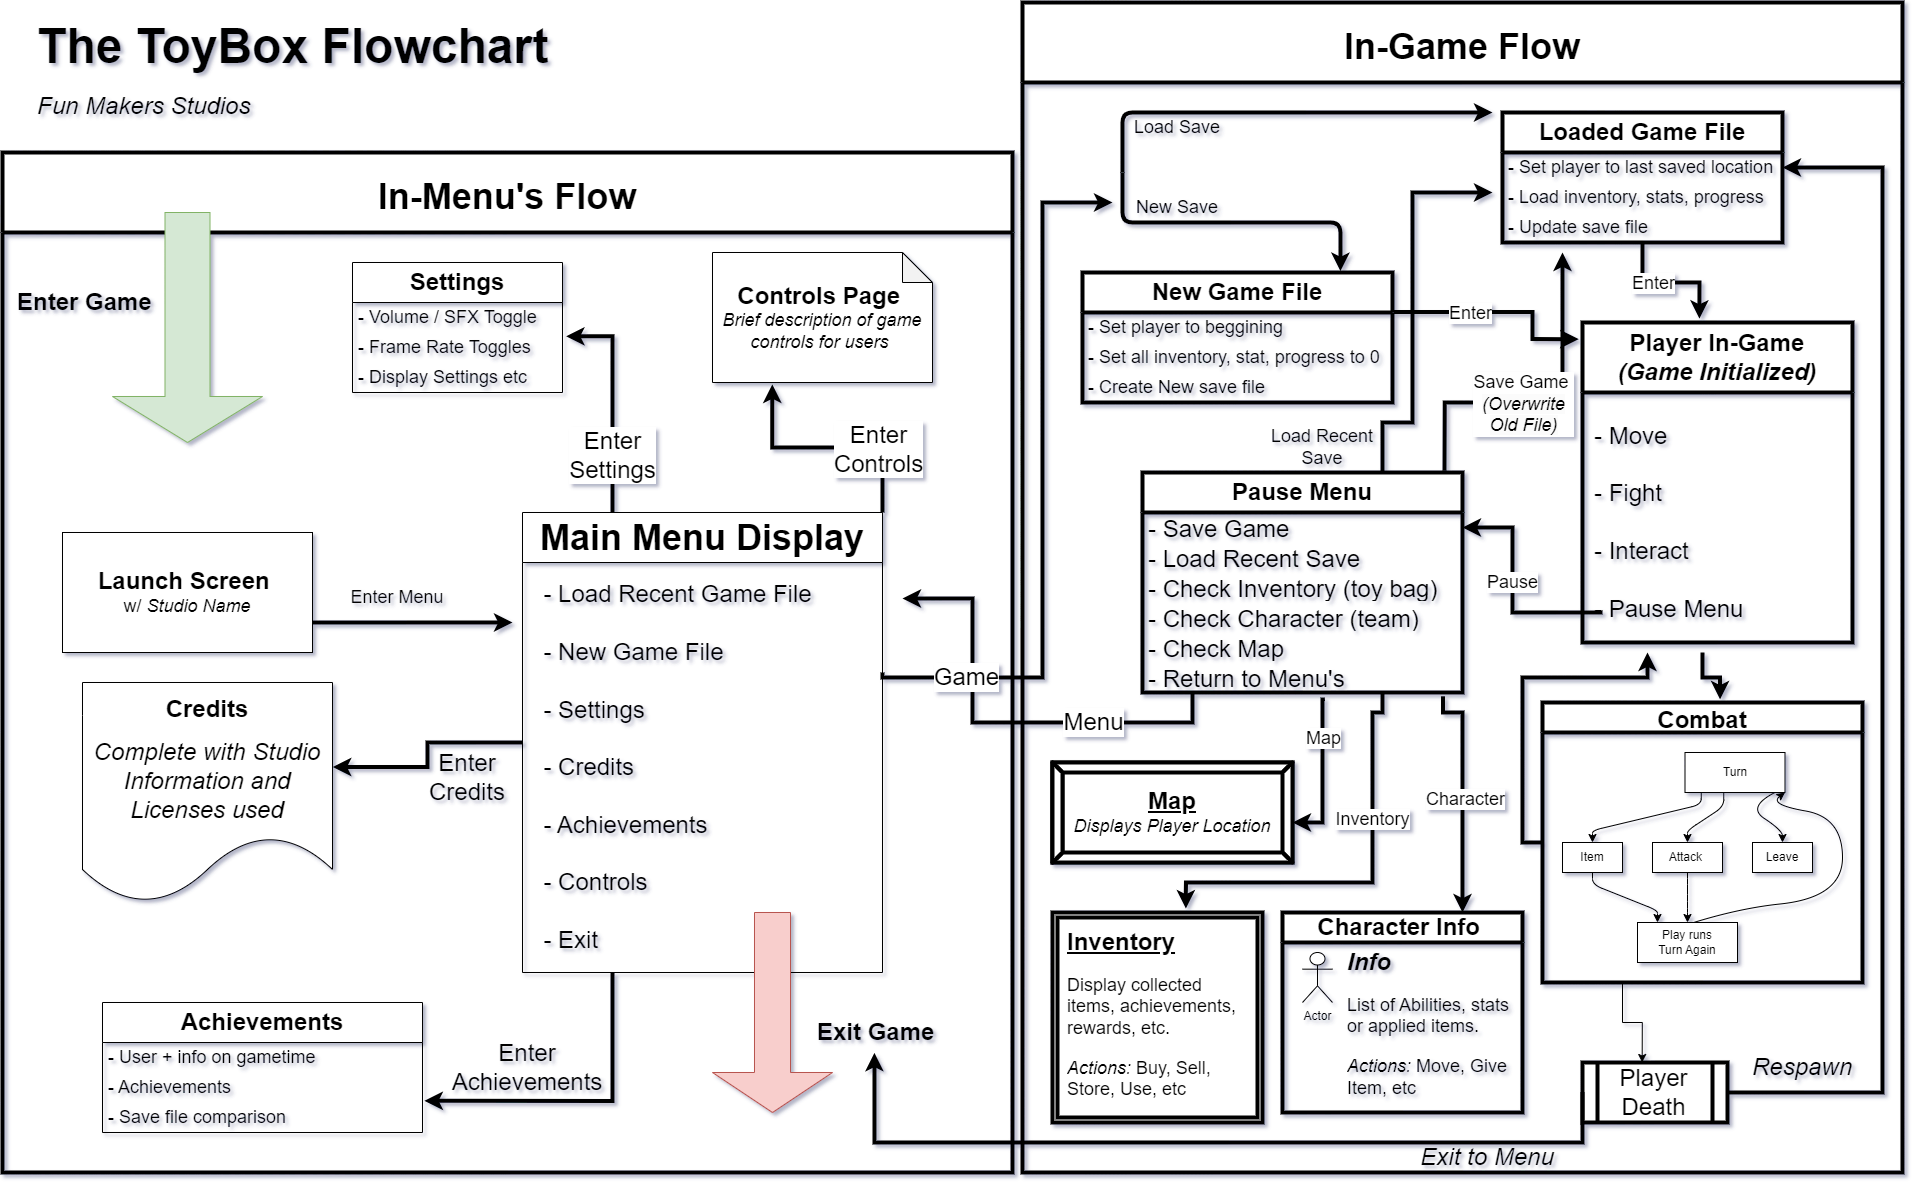 The ToyBox Flowchart
Fun Makers Studios
In-Menu's Flow
Enter Game
Settings
- Volume / SFX Toggle
- Frame Rate Toggles
- Display Settings etc
Controls Page
Brief description of game
controls for users
Enter
Settings
Enter
Controls
Launch Screen
w/ Studio Name
Enter Menu
Main Menu Display
- Load Recent Game File
- New Game File
- Settings
- Credits
- Achievements
- Controls
- Exit
Credits
Complete with Studio
Information and
Licenses used
Enter
Credits
Achievements
- User + info on gametime
- Achievements
- Save file comparison
Enter
Achievements
Exit Game
Game
Menu
In-Game Flow
Load Save
New Save
Loaded Game File
- Set player to last saved location
- Load inventory, stats, progress
- Update save file
Enter
New Game File
- Set player to beggining
- Set all inventory, stat, progress to 0
- Create New save file
Enter
Player In-Game
(Game Initialized)
- Move
- Fight
- Interact
- Pause Menu
Save Game
(Overwrite
Old File)
Load Recent
Save
Pause Menu
- Save Game
- Load Recent Save
- Check Inventory (toy bag)
- Check Character (team)
- Check Map
- Return to Menu's
Pause
Map
Inventory
Character
Map
Displays Player Location
Inventory
Display collected
items, achievements,
rewards, etc.
Actions: Buy, Sell,
Store, Use, etc
Character Info
Actor
Info
List of Abilities, stats
or applied items.
Actions: Move, Give
Item, etc
Combat
Turn
Item
Attack
Leave
Play runs
Turn Again
Player
Death
Respawn
Exit to Menu